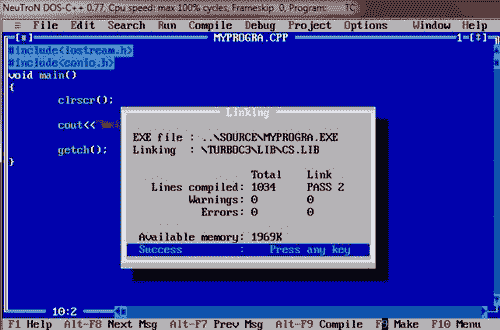 NeuTroN DOS-C++ 0.77, Cpu speed: max 100% cycles, Frameskip 0, Program: TC
≡ File Edit Search Run Compile Debug Project Options Window Help
MYPROGRA.CPP 1=[↕]
#include<iostream.h>
#include<conio.h>
void main()
{
clrscr();
cout<<"
getch();
}
Linking
EXE file : ..\SOURCE\MYPROGRA.EXE
Linking : \TURBOC3\LIB\CS.LIB
Total Link
Lines compiled: 1034 PASS 2
Warnings: 0 0
Errors: 0 0
Available memory: 1969K
Success : Press any key
10:2
F1 Help Alt-F8 Next Msg Alt-F7 Prev Msg Alt-F9 Compile F9 Make F10 Menu